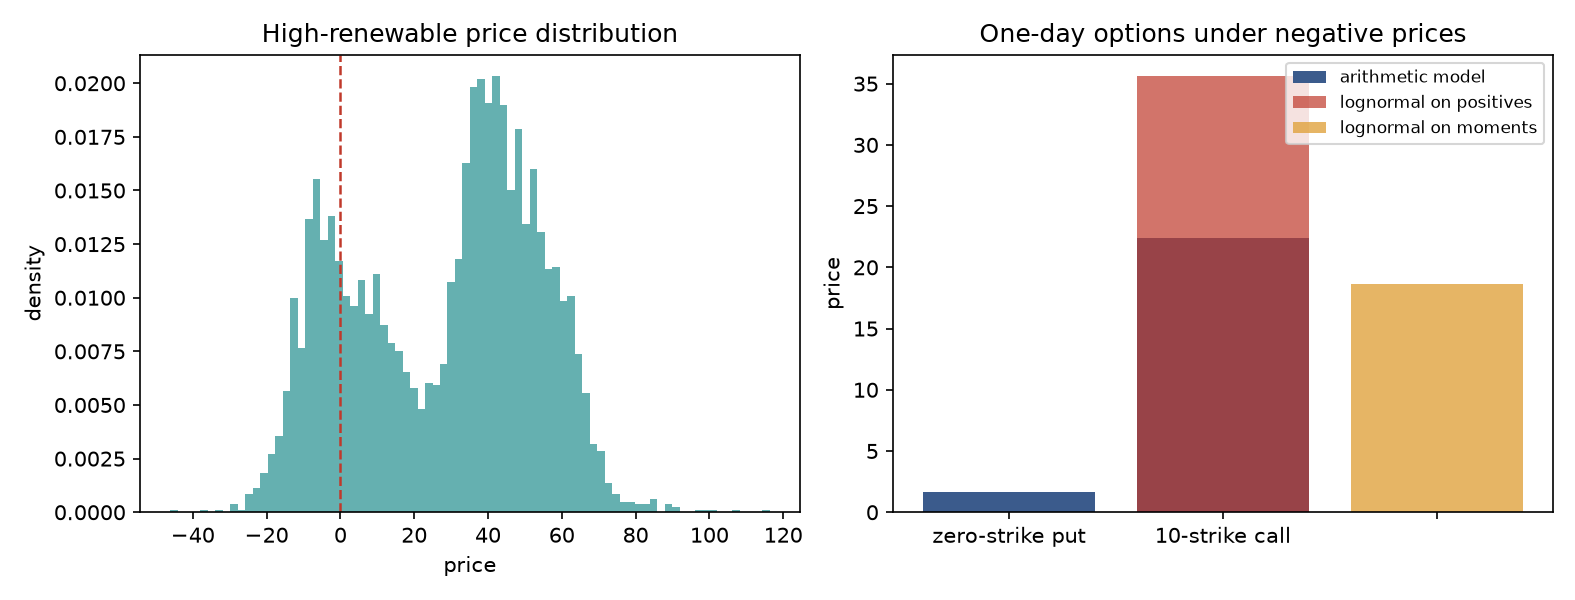 High-renewable price distribution
density
0.0200
0.0175
0.0150
0.0125
0.0100
0.0075
0.0050
0.0025
0.0000
−40 −20 0 20 40 60 80 100 120
price
One-day options under negative prices
price
35
30
25
20
15
10
5
0
arithmetic model
lognormal on positives
lognormal on moments
zero-strike put 10-strike call